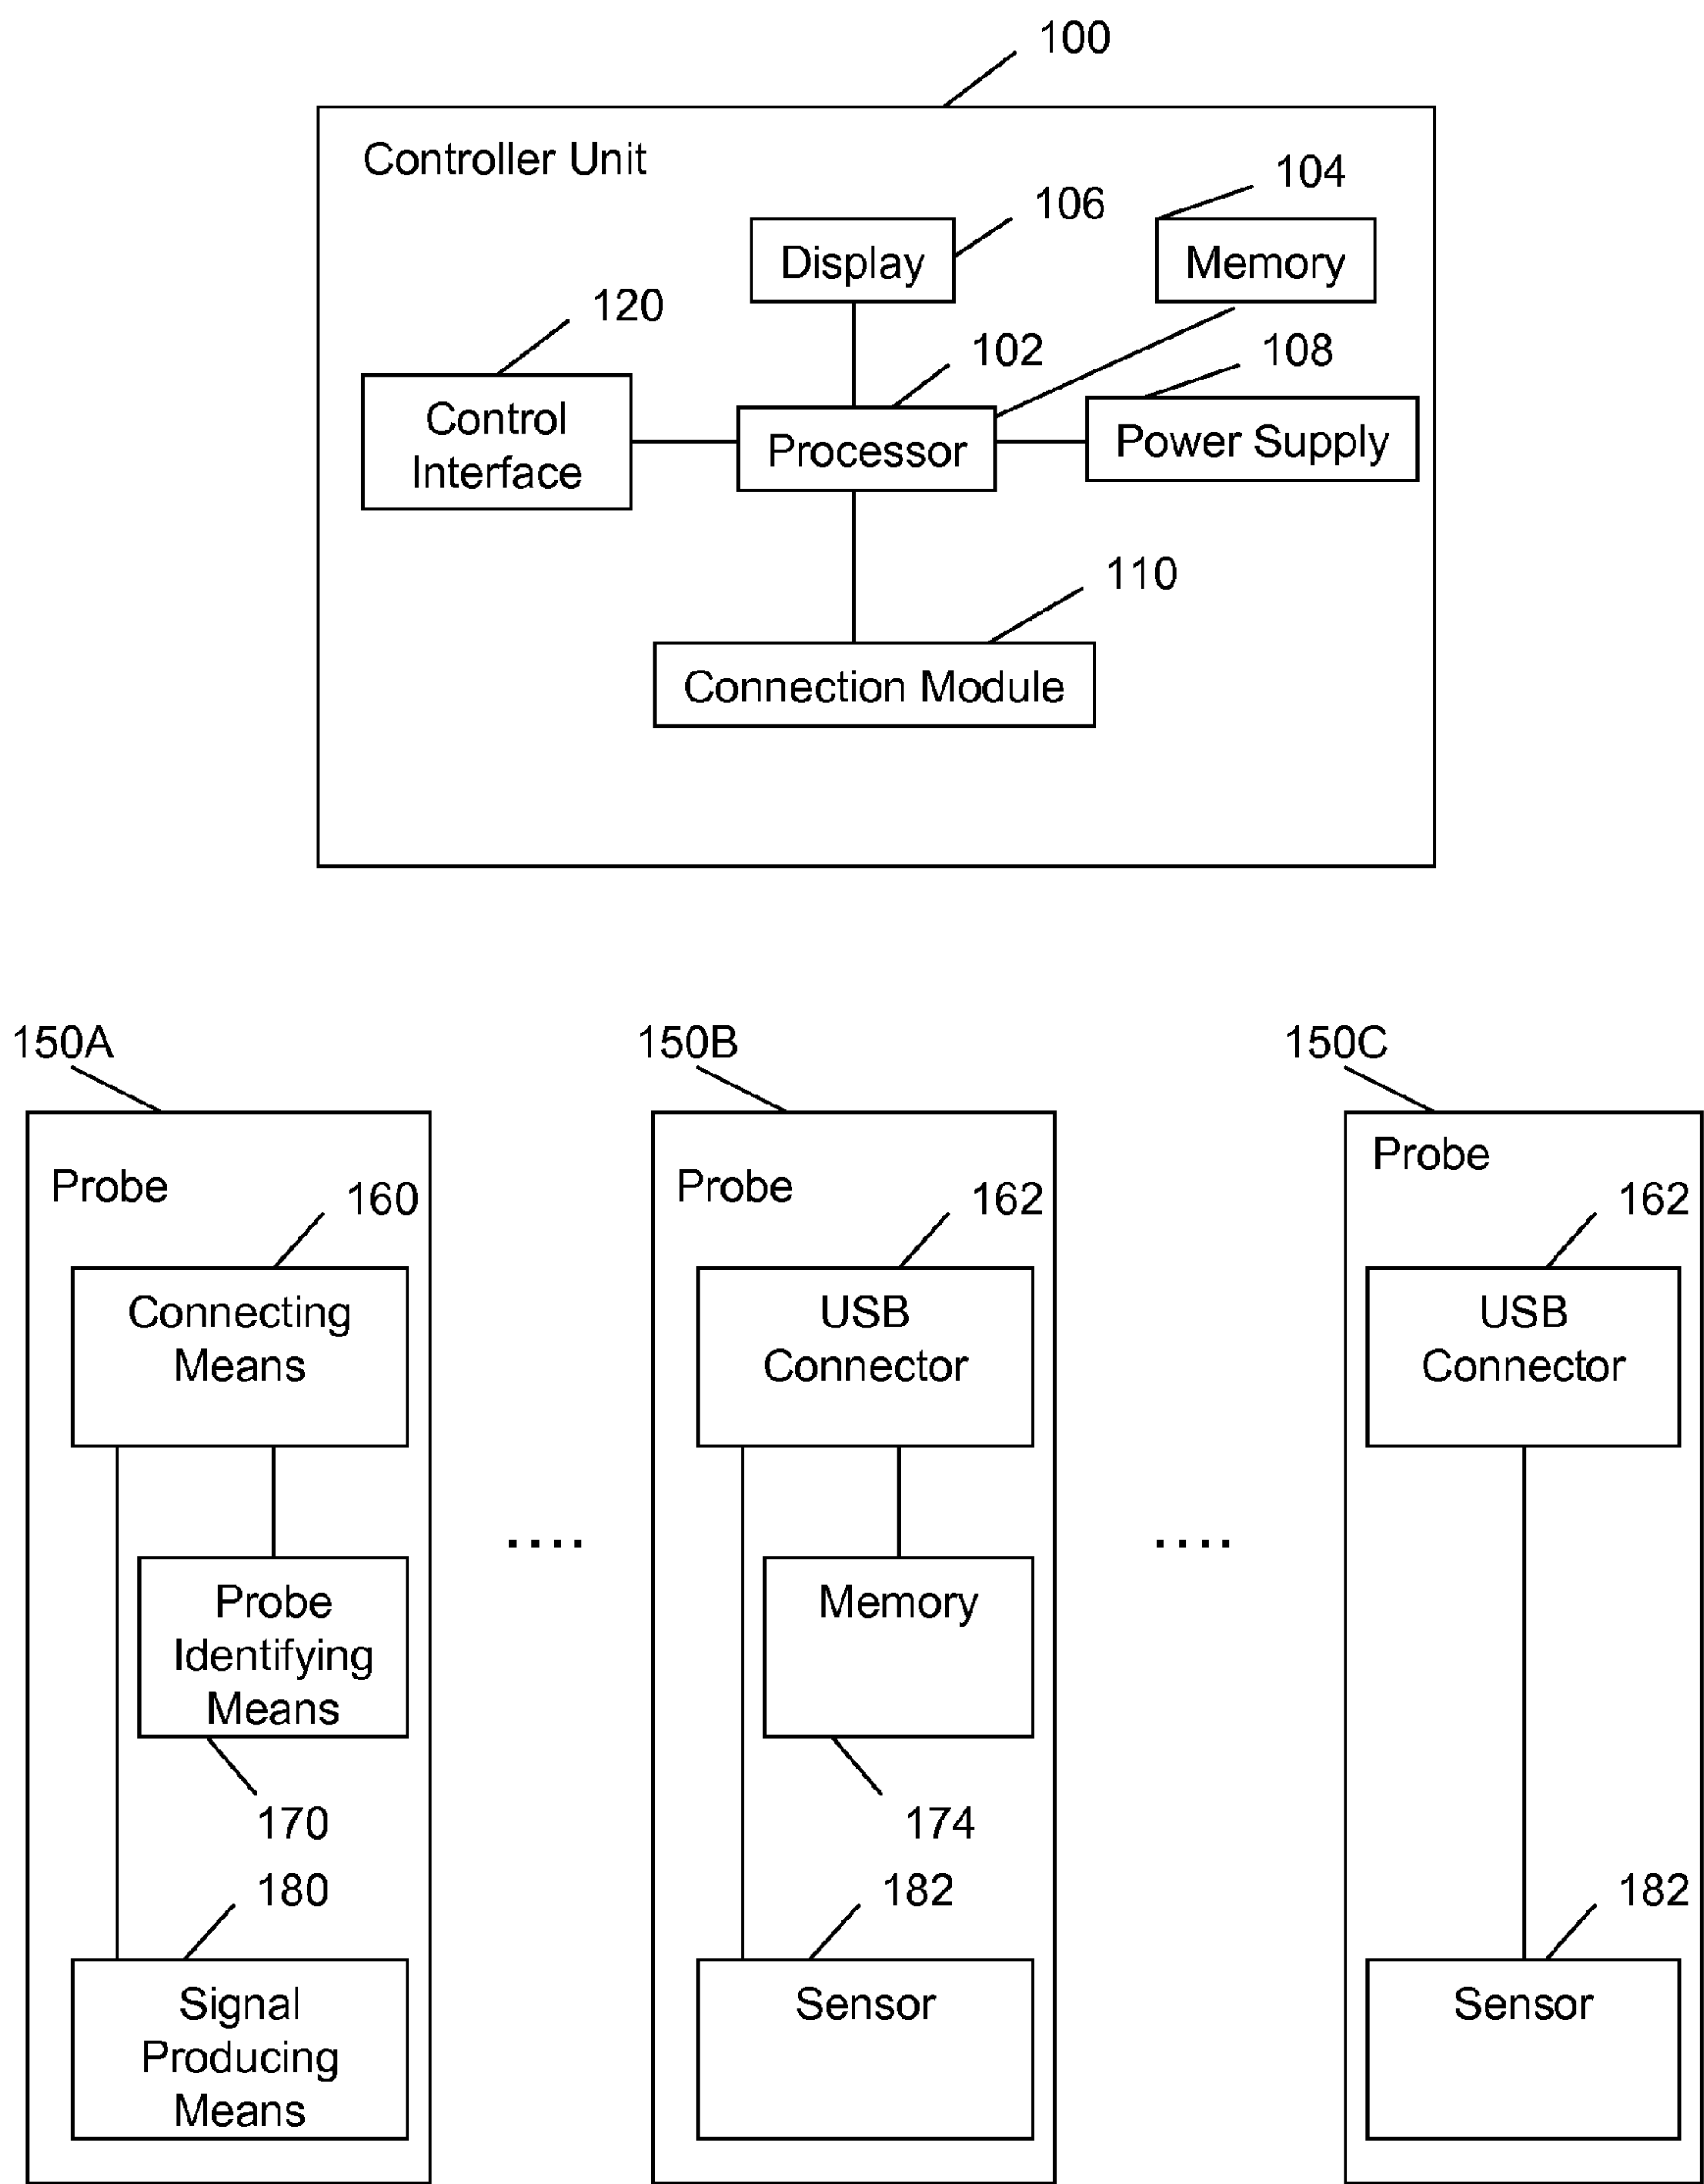 100
Controller Unit
104
106
Display
Memory
120
102
108
Control
Interface
Processor
Power Supply
110
Connection Module
150A
150B
150C
Probe
160
Probe
162
Probe
162
Connecting
Means
USB
Connector
USB
Connector
....
....
Probe
Identifying
Means
Memory
170
174
180
182
182
Signal
Producing
Means
Sensor
Sensor